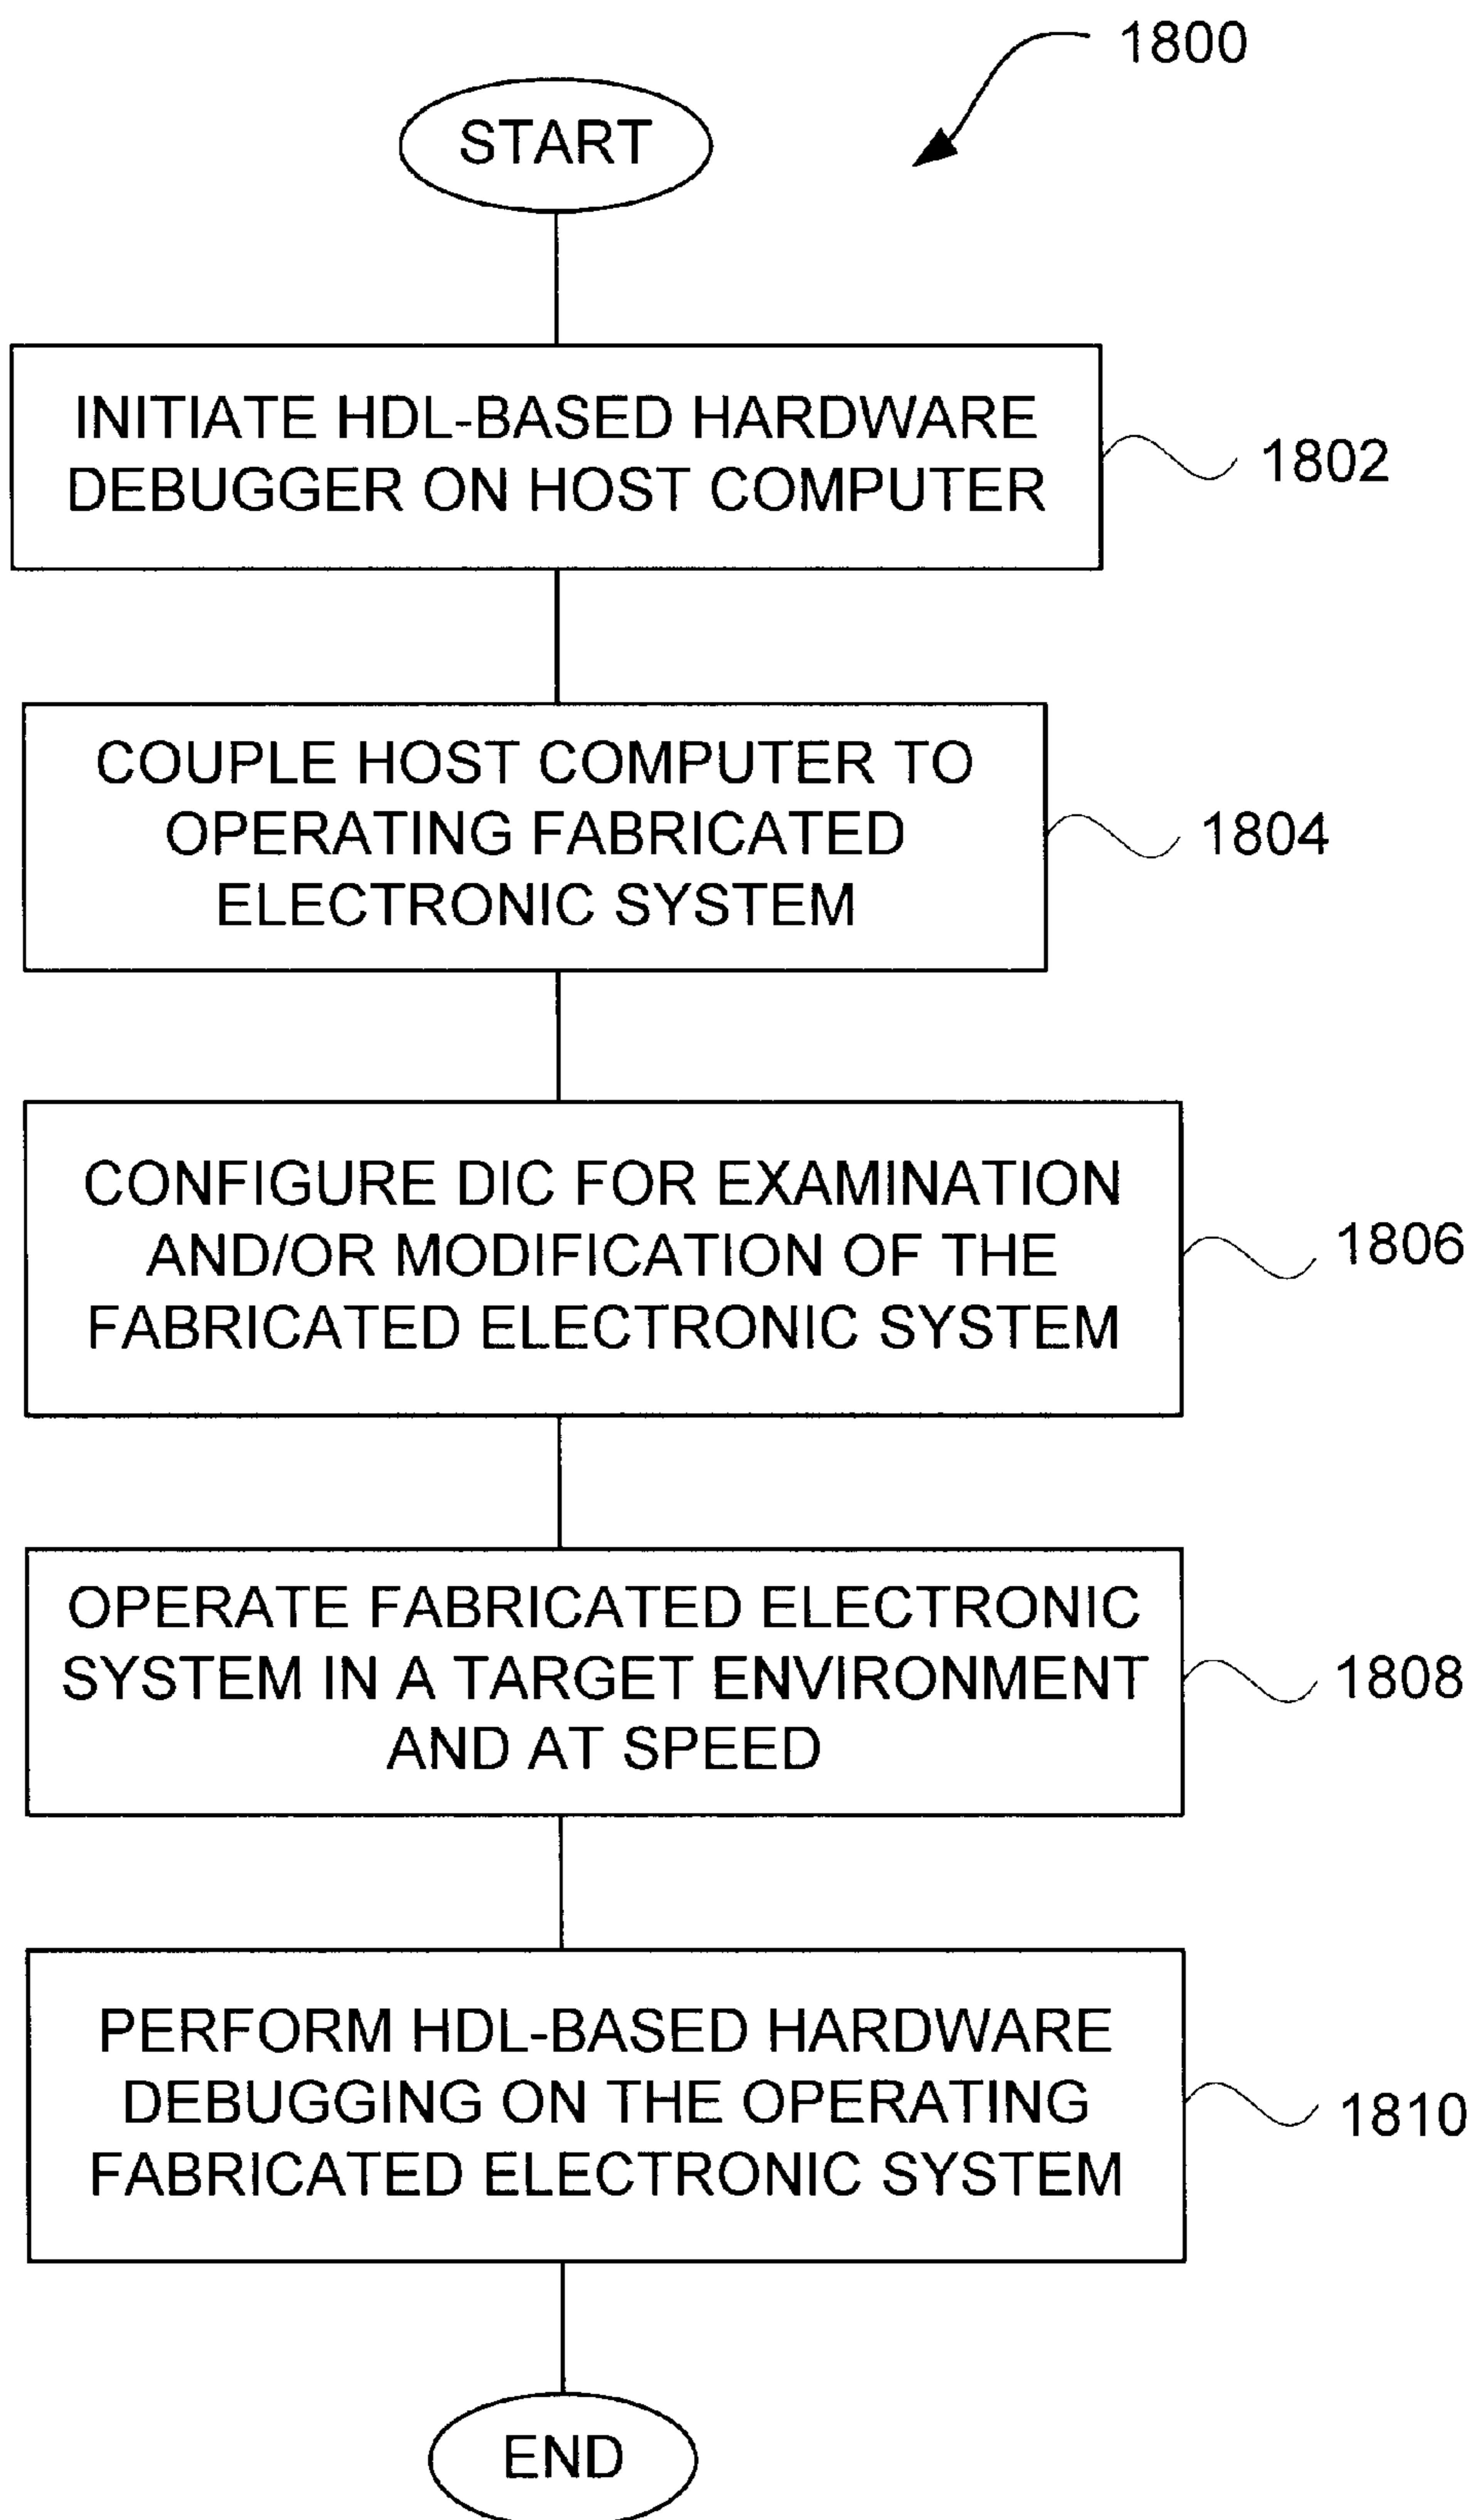 1800
START
INITIATE HDL-BASED HARDWARE
DEBUGGER ON HOST COMPUTER
1802
COUPLE HOST COMPUTER TO
OPERATING FABRICATED
ELECTRONIC SYSTEM
1804
CONFIGURE DIC FOR EXAMINATION
AND/OR MODIFICATION OF THE
FABRICATED ELECTRONIC SYSTEM
1806
OPERATE FABRICATED ELECTRONIC
SYSTEM IN A TARGET ENVIRONMENT
AND AT SPEED
1808
PERFORM HDL-BASED HARDWARE
DEBUGGING ON THE OPERATING
FABRICATED ELECTRONIC SYSTEM
1810
END